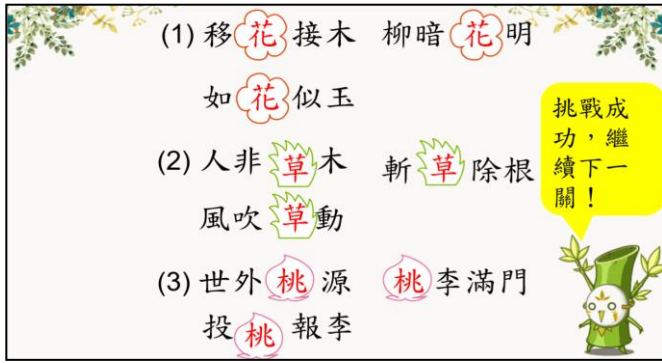 (1) 移花接木 柳暗花明
如花似玉
(2) 人非草木 斬草除根
風吹草動
(3) 世外桃源 桃李滿門
投桃報李
挑戰成
功，繼
續下一
關！